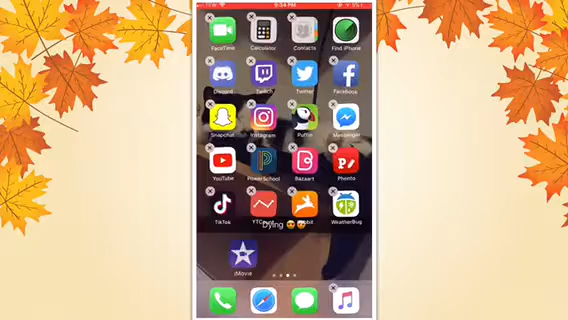 5:34 PM
FaceTime Calculator Contacts Find iPhone
Discord Twitch Twitter Facebook
Snapchat Instagram Puffin Messenger
YouTube PowerSchool Bazaart Phonto
TikTok WeatherBug
Dying 😎😎
iMovie